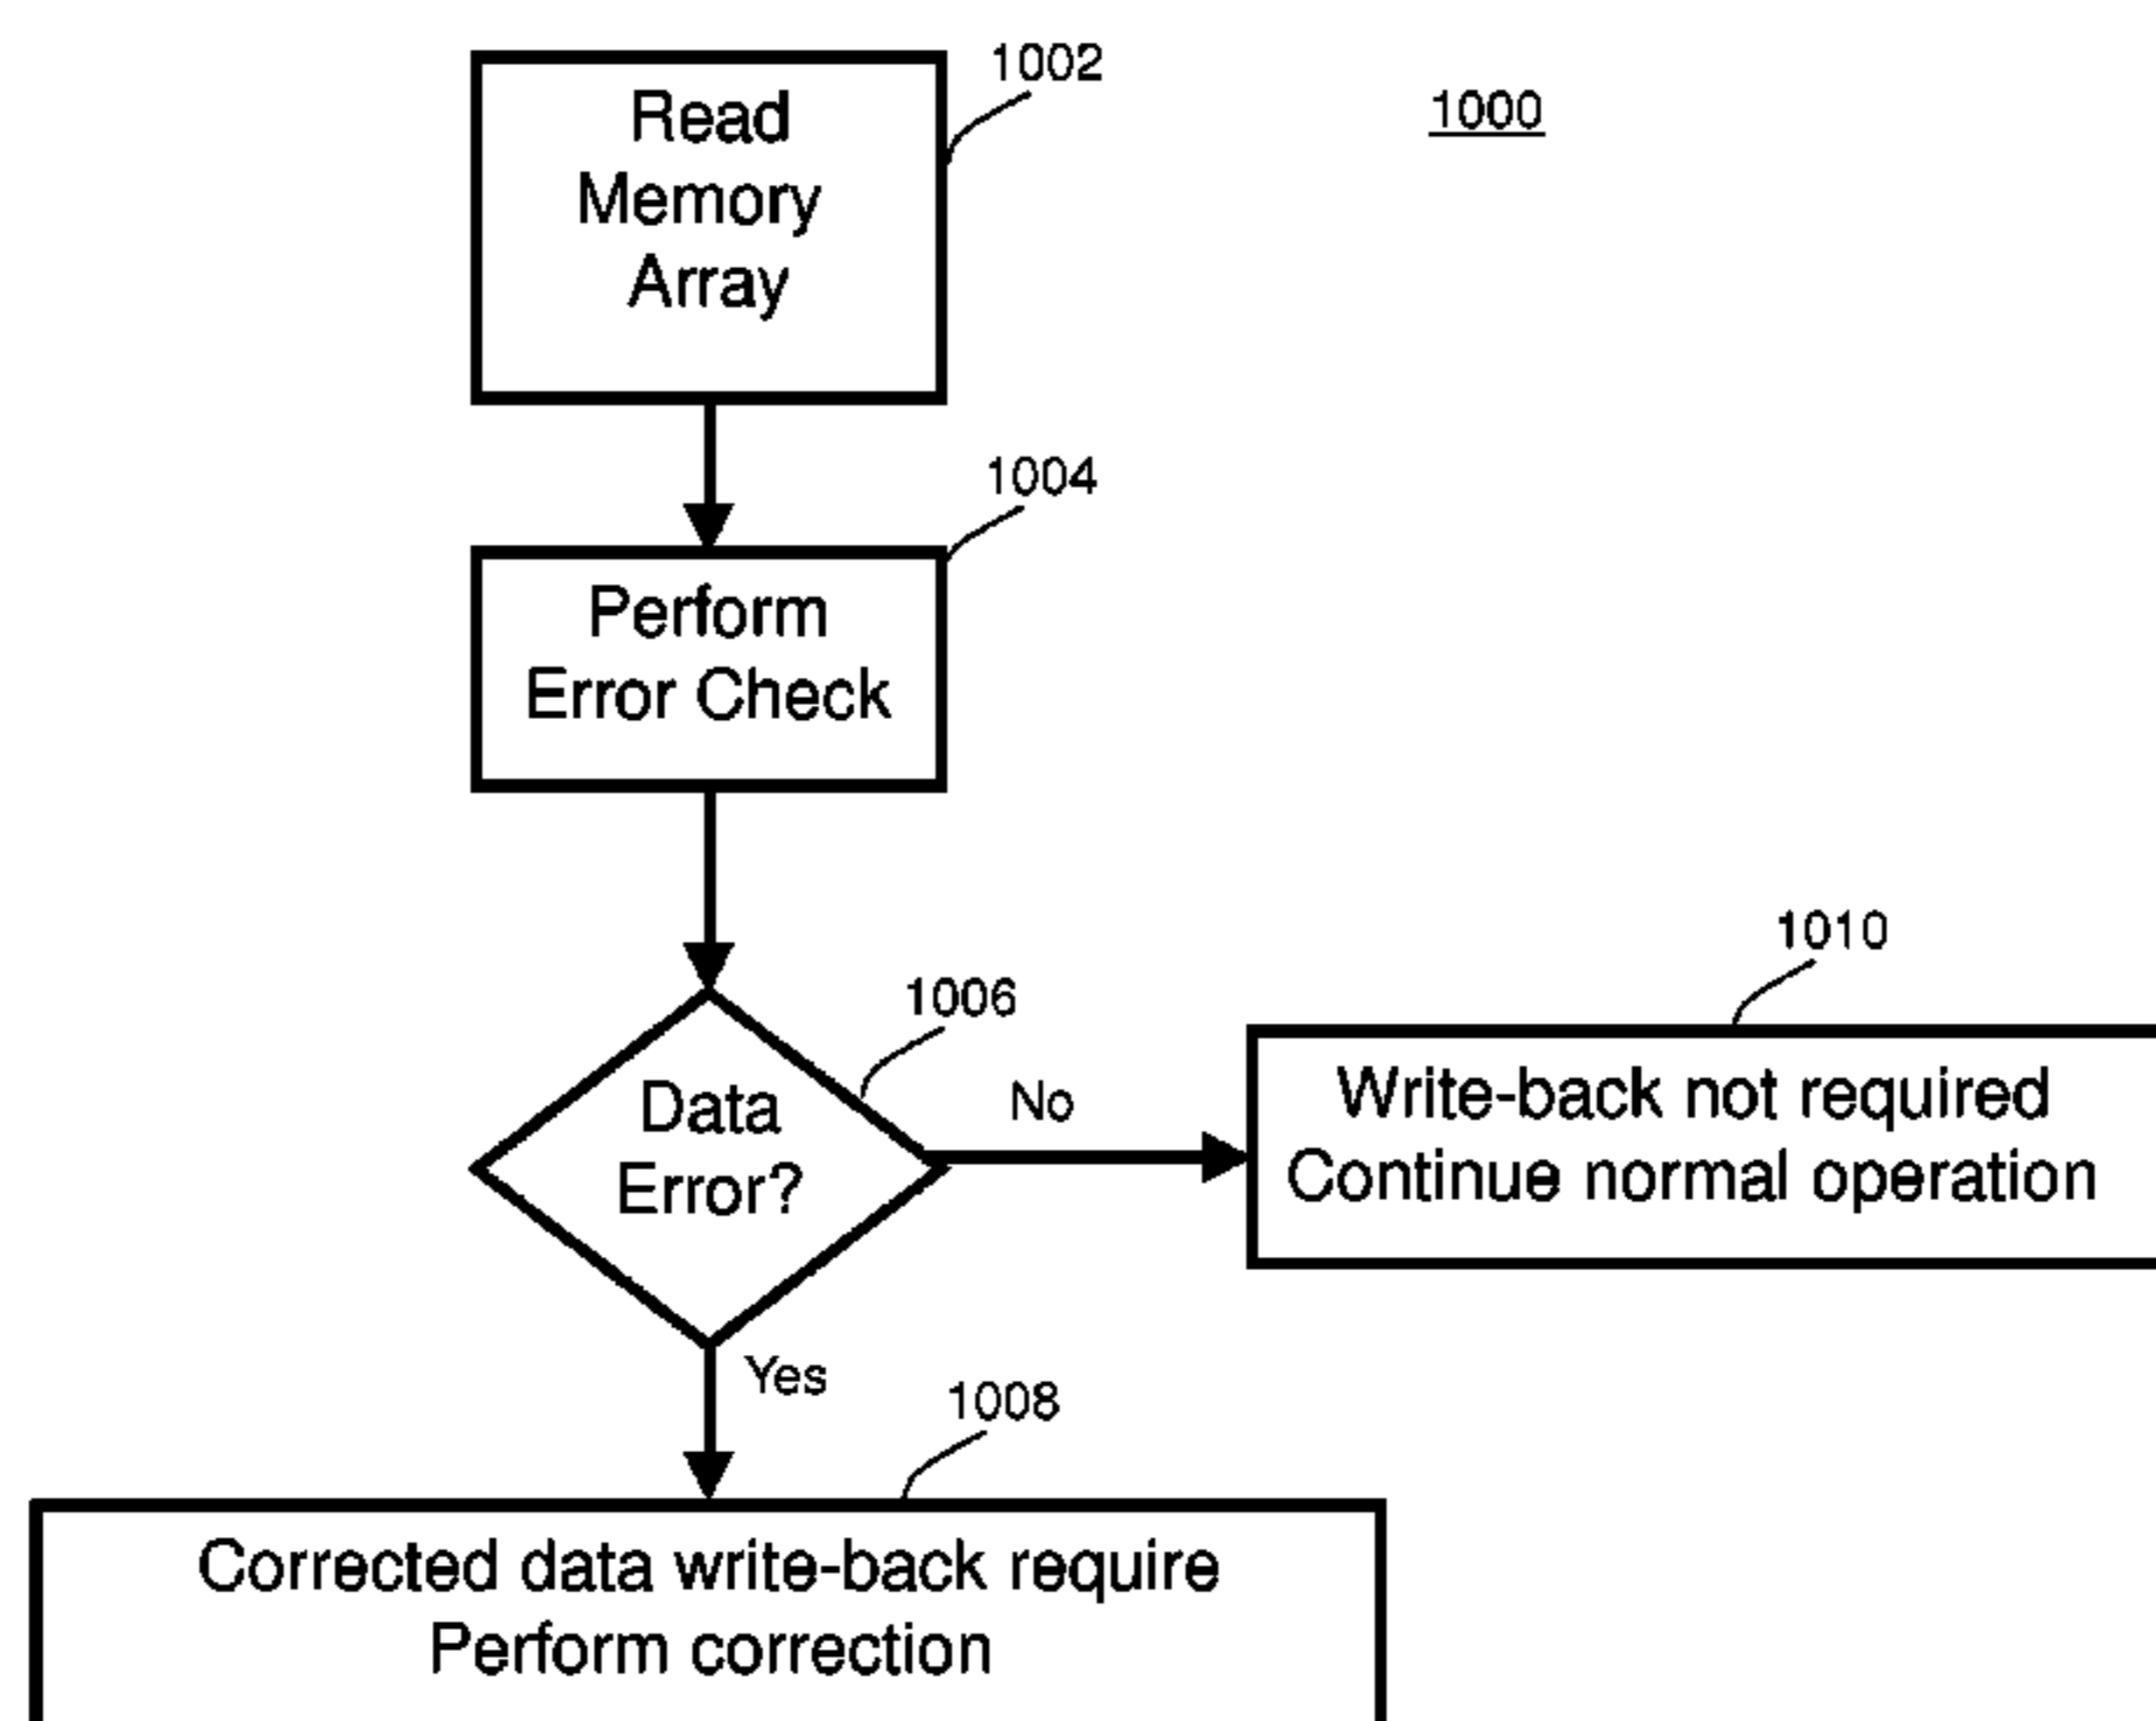 1002
1000
Read
Memory
Array
1004
Perform
Error Check
1010
1006
Data
Error?
No
Write-back not required
Continue normal operation
Yes
1008
Corrected data write-back require
Perform correction